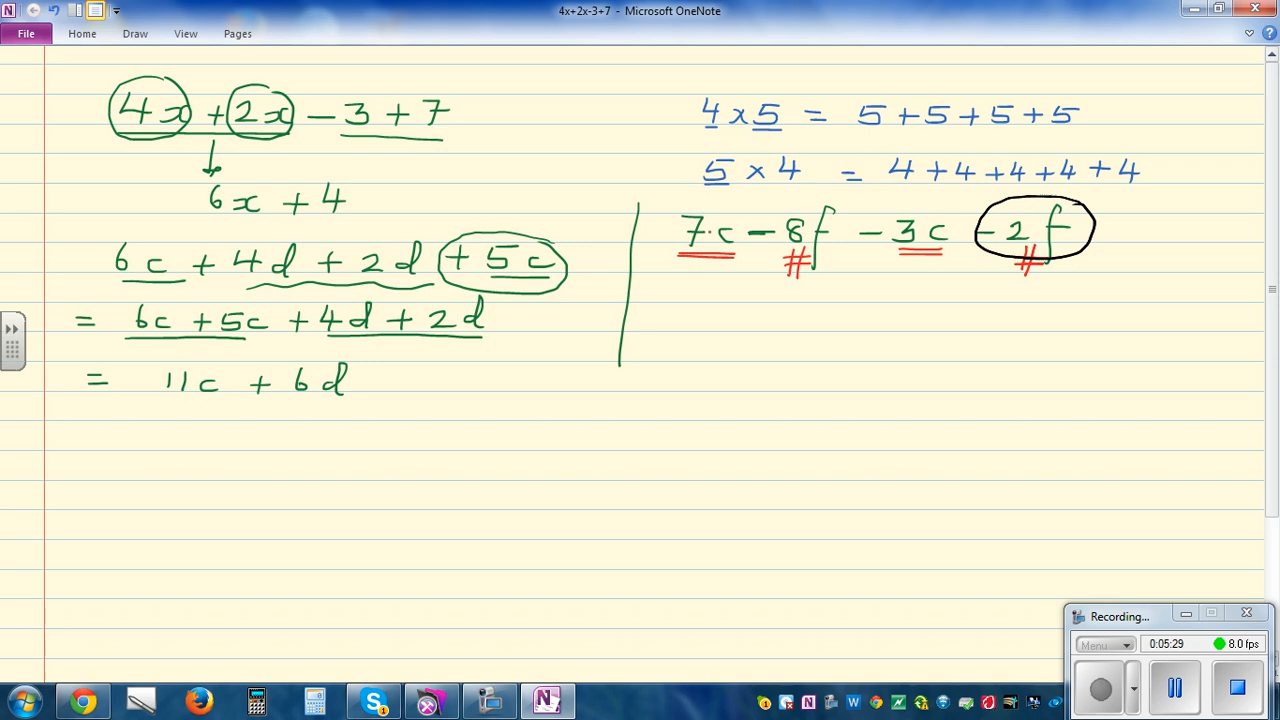 4x+2x-3+7 - Microsoft OneNote
File Home Draw View Pages
4x + 2x - 3 + 7
6x + 4
6c + 4d + 2d + 5c
= 6c + 5c + 4d + 2d
= 11c + 6d
4 × 5 = 5 + 5 + 5 + 5
5 × 4 = 4 + 4 + 4 + 4 + 4
7·c - 8f - 3c - 2f
# #
Recording...
Menu 0:05:29 8.0 fps